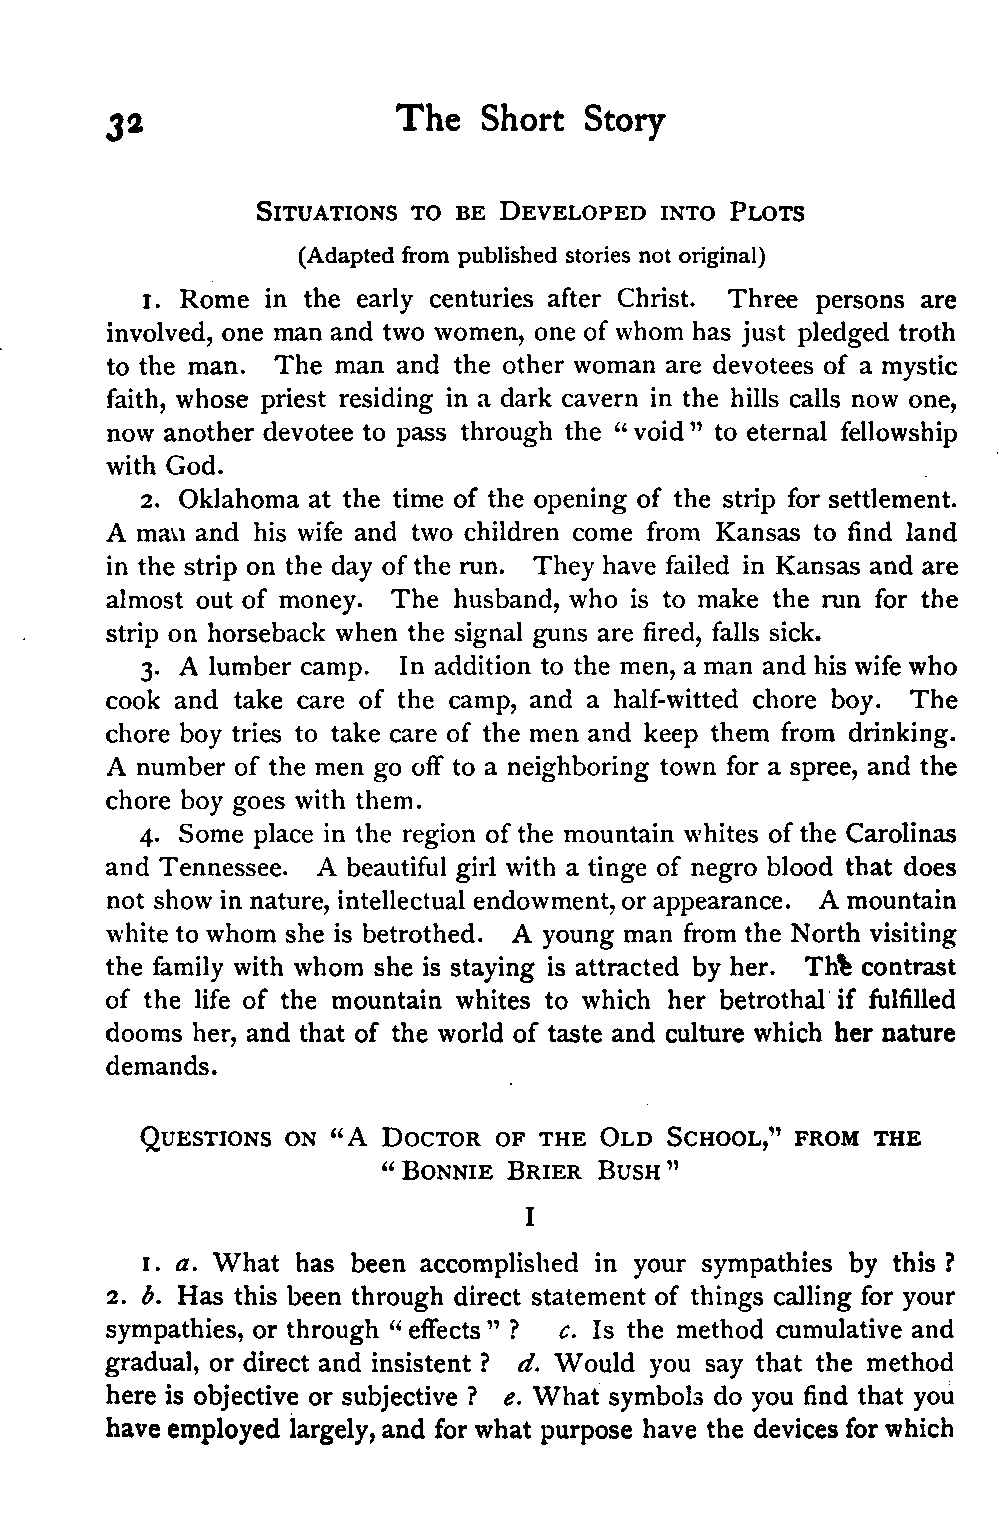 32 The Short Story
SITUATIONS TO BE DEVELOPED INTO PLOTS
(Adapted from published stories not original)
1. Rome in the early centuries after Christ. Three persons are
involved, one man and two women, one of whom has just pledged troth
to the man. The man and the other woman are devotees of a mystic
faith, whose priest residing in a dark cavern in the hills calls now one,
now another devotee to pass through the “void” to eternal fellowship
with God.
2. Oklahoma at the time of the opening of the strip for settlement.
A man and his wife and two children come from Kansas to find land
in the strip on the day of the run. They have failed in Kansas and are
almost out of money. The husband, who is to make the run for the
strip on horseback when the signal guns are fired, falls sick.
3. A lumber camp. In addition to the men, a man and his wife who
cook and take care of the camp, and a half-witted chore boy. The
chore boy tries to take care of the men and keep them from drinking.
A number of the men go off to a neighboring town for a spree, and the
chore boy goes with them.
4. Some place in the region of the mountain whites of the Carolinas
and Tennessee. A beautiful girl with a tinge of negro blood that does
not show in nature, intellectual endowment, or appearance. A mountain
white to whom she is betrothed. A young man from the North visiting
the family with whom she is staying is attracted by her. The contrast
of the life of the mountain whites to which her betrothal if fulfilled
dooms her, and that of the world of taste and culture which her nature
demands.
QUESTIONS ON “A DOCTOR OF THE OLD SCHOOL,” FROM THE
“BONNIE BRIER BUSH”
I
1. a. What has been accomplished in your sympathies by this ?
2. b. Has this been through direct statement of things calling for your
sympathies, or through “effects” ? c. Is the method cumulative and
gradual, or direct and insistent ? d. Would you say that the method
here is objective or subjective ? e. What symbols do you find that you
have employed largely, and for what purpose have the devices for which